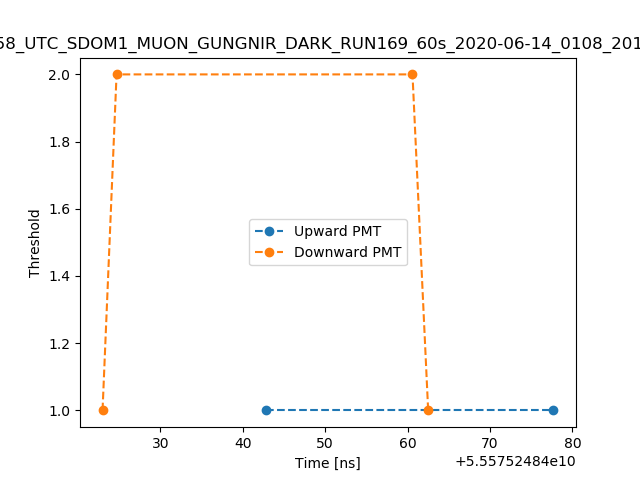 58_UTC_SDOM1_MUON_GUNGNIR_DARK_RUN169_60s_2020-06-14_0108_201
2.0
1.8
1.6
1.4
1.2
1.0
Threshold
Upward PMT
Downward PMT
30 40 50 60 70 80
Time [ns]
+5.55752484e10